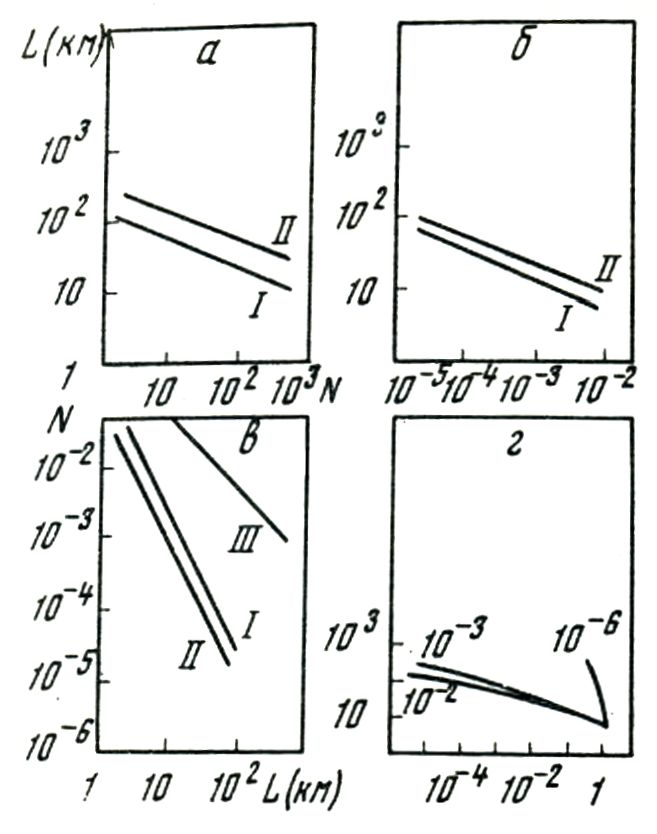 L(км) а б
10³ 10³
10² II 10² II
10 I 10 I
1 10 10² 10³ N 10⁻⁵ 10⁻⁴ 10⁻³ 10⁻²
N в г
10⁻²
10⁻³ III
10⁻⁴ I 10³ 10⁻³ 10⁻⁶
10⁻⁵ II 10 10⁻²
10⁻⁶
1 10 10² L(км) 10⁻⁴ 10⁻² 1